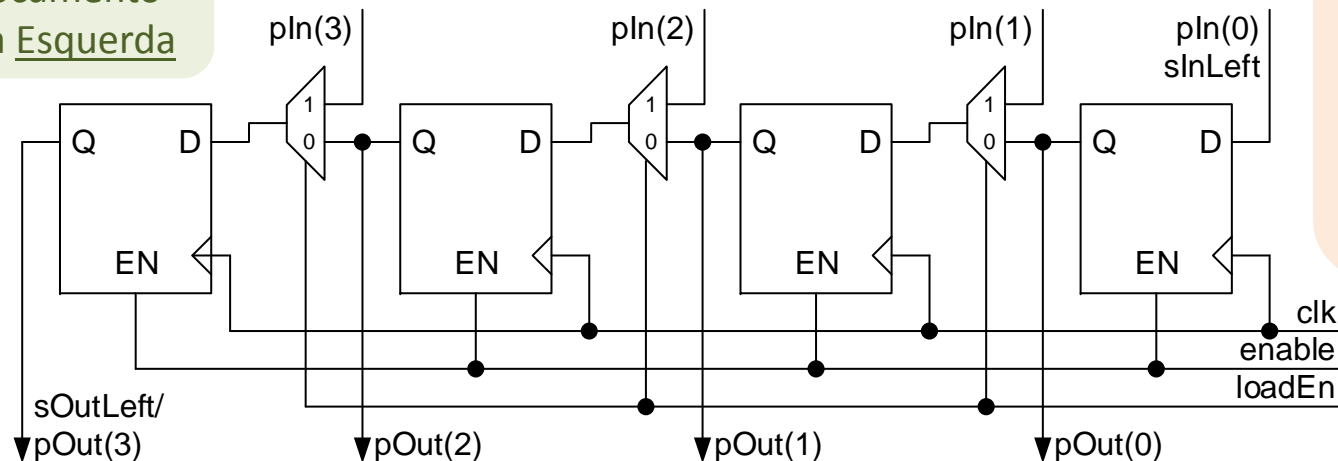 Esquerda
pIn(3)
pIn(2)
pIn(1)
pIn(0)
sInLeft
1
0
1
0
1
0
Q D
Q D
Q D
Q D
EN
EN
EN
EN
clk
enable
loadEn
sOutLeft/
pOut(3)
pOut(2)
pOut(1)
pOut(0)